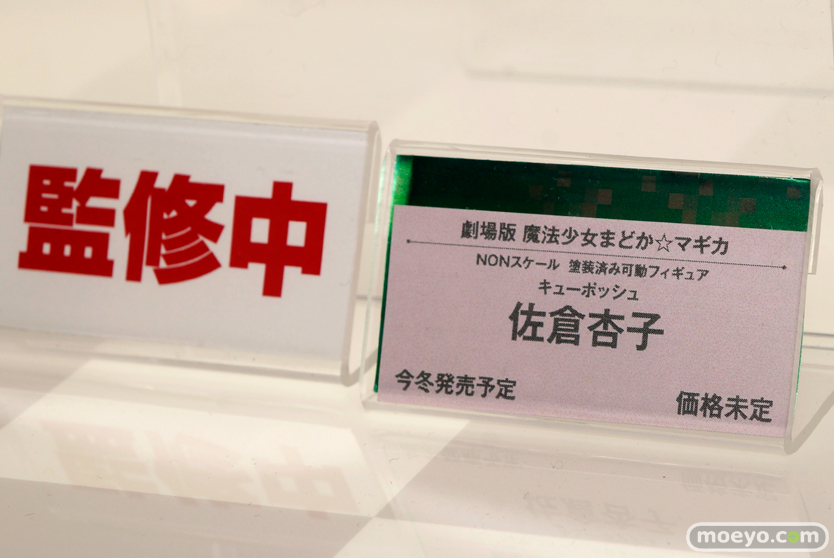 監修中
劇場版 魔法少女まどか☆マギカ
NONスケール 塗装済み可動フィギュア
キューポッシュ
佐倉杏子
今冬発売予定
価格未定
moeyo.com